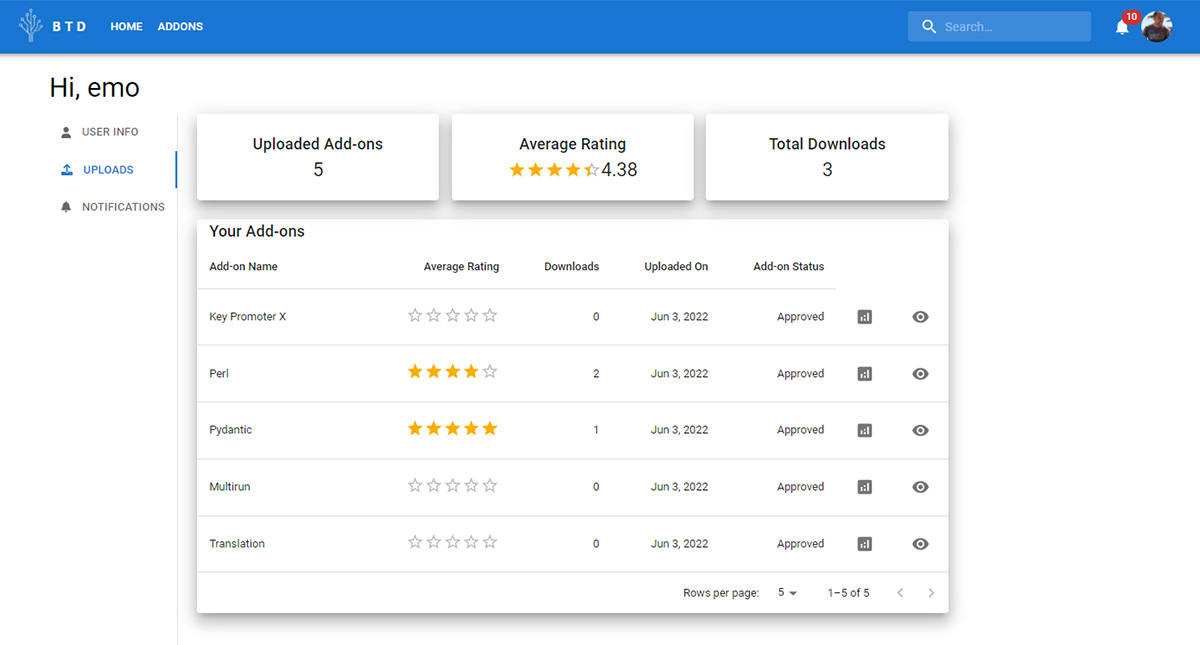 BTD HOME ADDONS Search... 10
Hi, emo
USER INFO
UPLOADS
NOTIFICATIONS
Uploaded Add-ons Average Rating Total Downloads
5 4.38 3
Your Add-ons
Add-on Name Average Rating Downloads Uploaded On Add-on Status
Key Promoter X 0 Jun 3, 2022 Approved
Perl 2 Jun 3, 2022 Approved
Pydantic 1 Jun 3, 2022 Approved
Multirun 0 Jun 3, 2022 Approved
Translation 0 Jun 3, 2022 Approved
Rows per page: 5 1–5 of 5